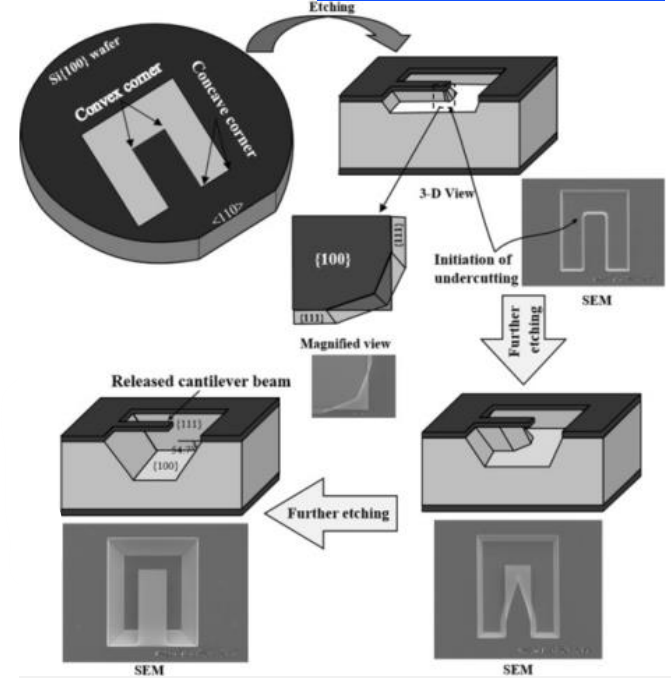 Etching
Si{100} wafer
Convex corner
Concave corner
<110>
3-D View
{100}
{111}
{111}
Initiation of
undercutting
SEM
Magnified view
Further
etching
Released cantilever beam
{111}
54.7°
{100}
Further etching
SEM
SEM